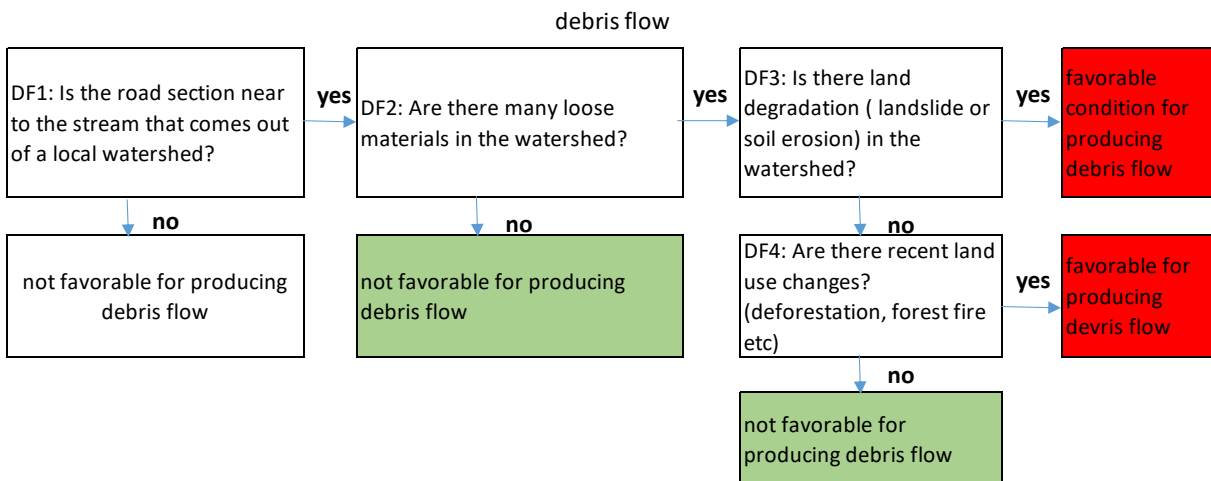 debris flow
DF1: Is the road section near
to the stream that comes out
of a local watershed?
yes
DF2: Are there many loose
materials in the watershed?
yes
DF3: Is there land
degradation ( landslide or
soil erosion) in the
watershed?
yes
favorable
condition for
producing
debris flow
no
not favorable for producing
debris flow
no
not favorable for producing
debris flow
no
DF4: Are there recent land
use changes?
(deforestation, forest fire
etc)
yes
favorable for
producing
devris flow
no
not favorable for
producing debris flow